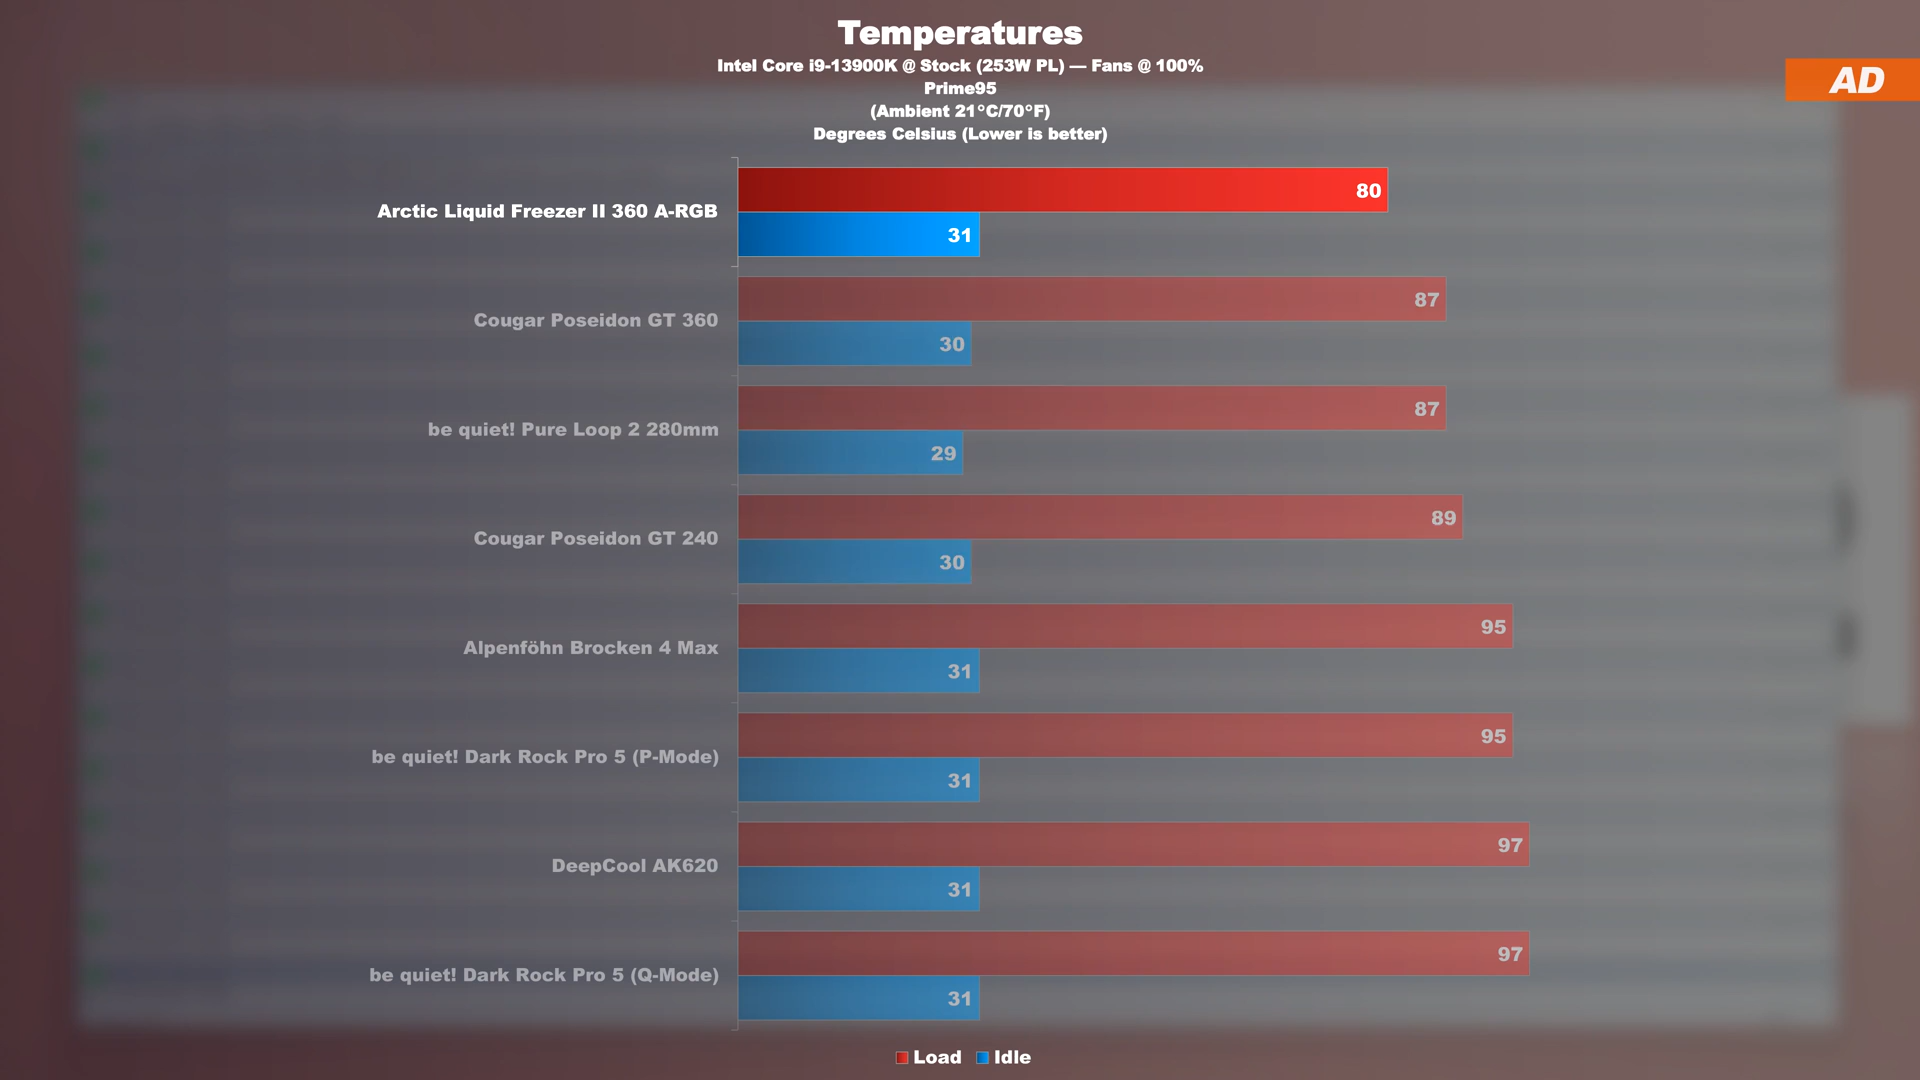 Temperatures
Intel Core i9-13900K @ Stock (253W PL) — Fans @ 100%
Prime95
(Ambient 21°C/70°F)
Degrees Celsius (Lower is better)
AD
Arctic Liquid Freezer II 360 A-RGB
80
31
Cougar Poseidon GT 360
87
30
be quiet! Pure Loop 2 280mm
87
29
Cougar Poseidon GT 240
89
30
Alpenföhn Brocken 4 Max
95
31
be quiet! Dark Rock Pro 5 (P-Mode)
95
31
DeepCool AK620
97
31
be quiet! Dark Rock Pro 5 (Q-Mode)
97
31
Load Idle